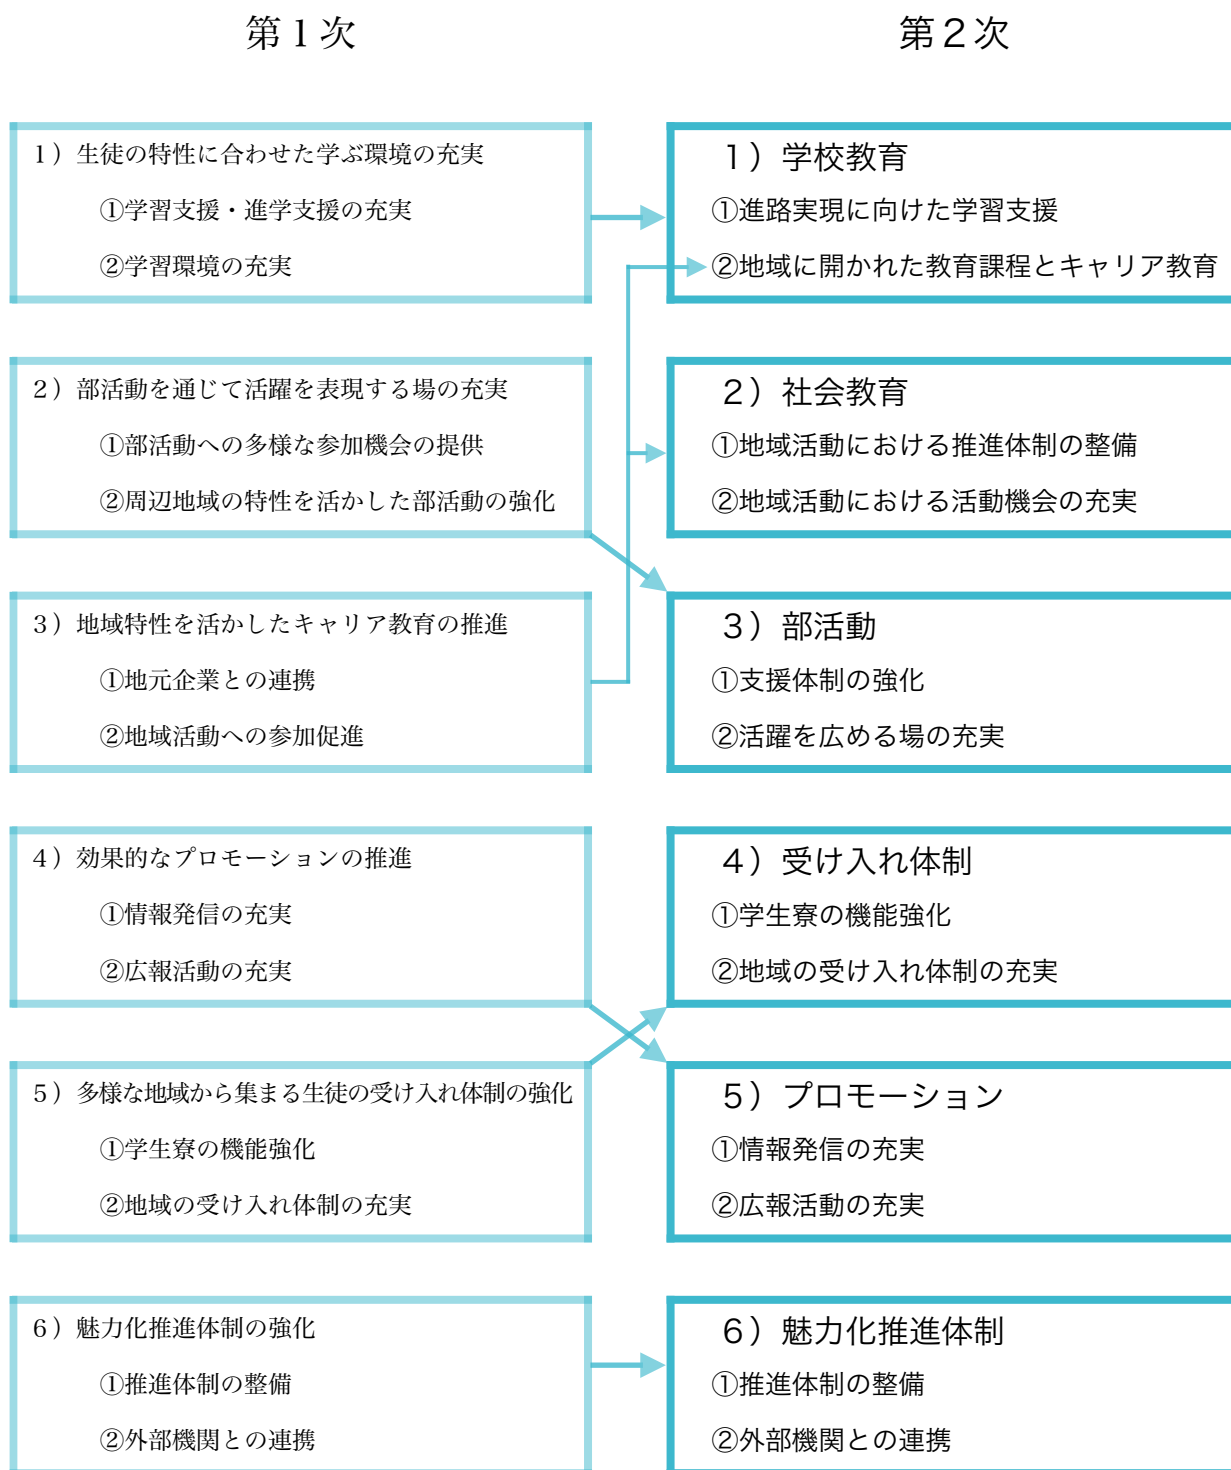 第１次
１）生徒の特性に合わせた学ぶ環境の充実
①学習支援・進学支援の充実
②学習環境の充実
２）部活動を通じて活躍を表現する場の充実
①部活動への多様な参加機会の提供
②周辺地域の特性を活かした部活動の強化
３）地域特性を活かしたキャリア教育の推進
①地元企業との連携
②地域活動への参加促進
４）効果的なプロモーションの推進
①情報発信の充実
②広報活動の充実
５）多様な地域から集まる生徒の受け入れ体制の強化
①学生寮の機能強化
②地域の受け入れ体制の充実
６）魅力化推進体制の強化
①推進体制の整備
②外部機関との連携
第２次
１）学校教育
①進路実現に向けた学習支援
②地域に開かれた教育課程とキャリア教育
２）社会教育
①地域活動における推進体制の整備
②地域活動における活動機会の充実
３）部活動
①支援体制の強化
②活躍を広める場の充実
４）受け入れ体制
①学生寮の機能強化
②地域の受け入れ体制の充実
５）プロモーション
①情報発信の充実
②広報活動の充実
６）魅力化推進体制
①推進体制の整備
②外部機関との連携